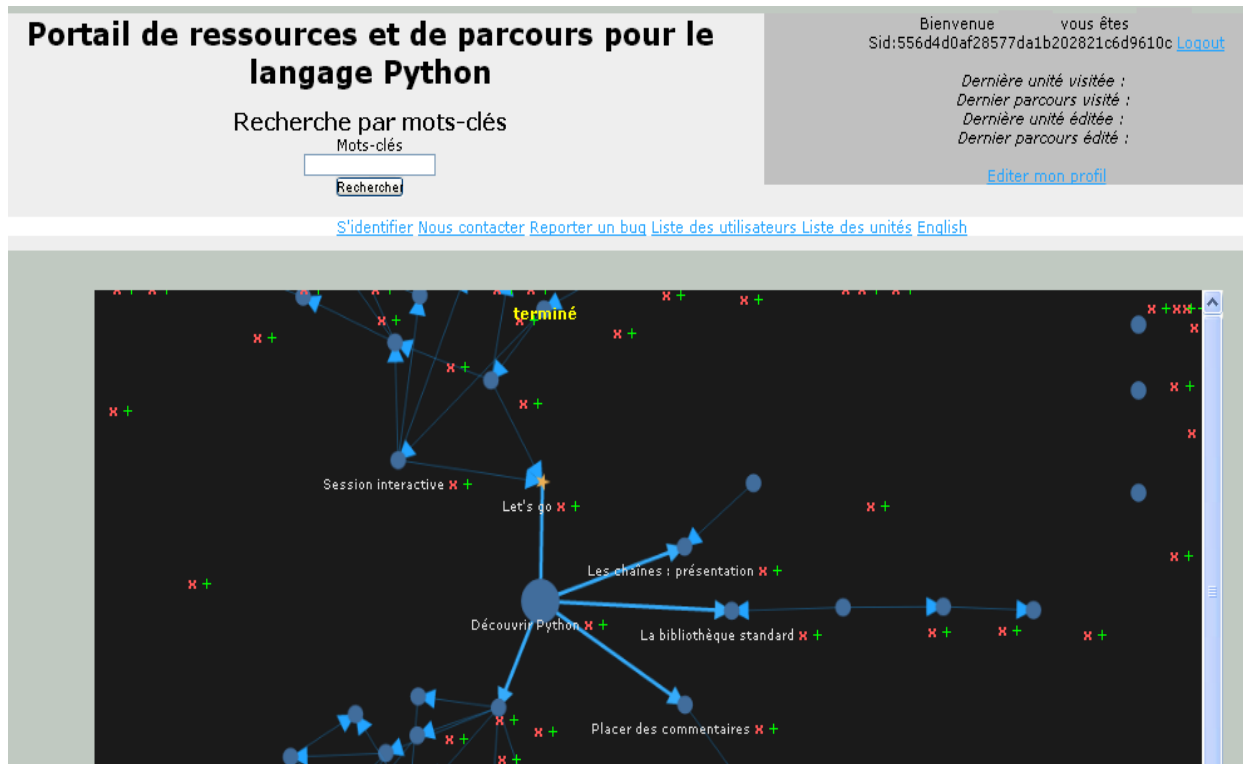 Portail de ressources et de parcours pour le
langage Python
Recherche par mots-clés
Mots-clés
Rechercher
Bienvenue vous êtes
Sid:556d4d0af28577da1b202821c6d9610c Logout
Dernière unité visitée :
Dernier parcours visité :
Dernière unité éditée :
Dernier parcours édité :
Editer mon profil
S'identifier Nous contacter Reporter un bug Liste des utilisateurs Liste des unités English
terminé
Session interactive x +
Let's go x +
Les chaînes : présentation x +
Découvrir Python x +
La bibliothèque standard x +
Placer des commentaires x +